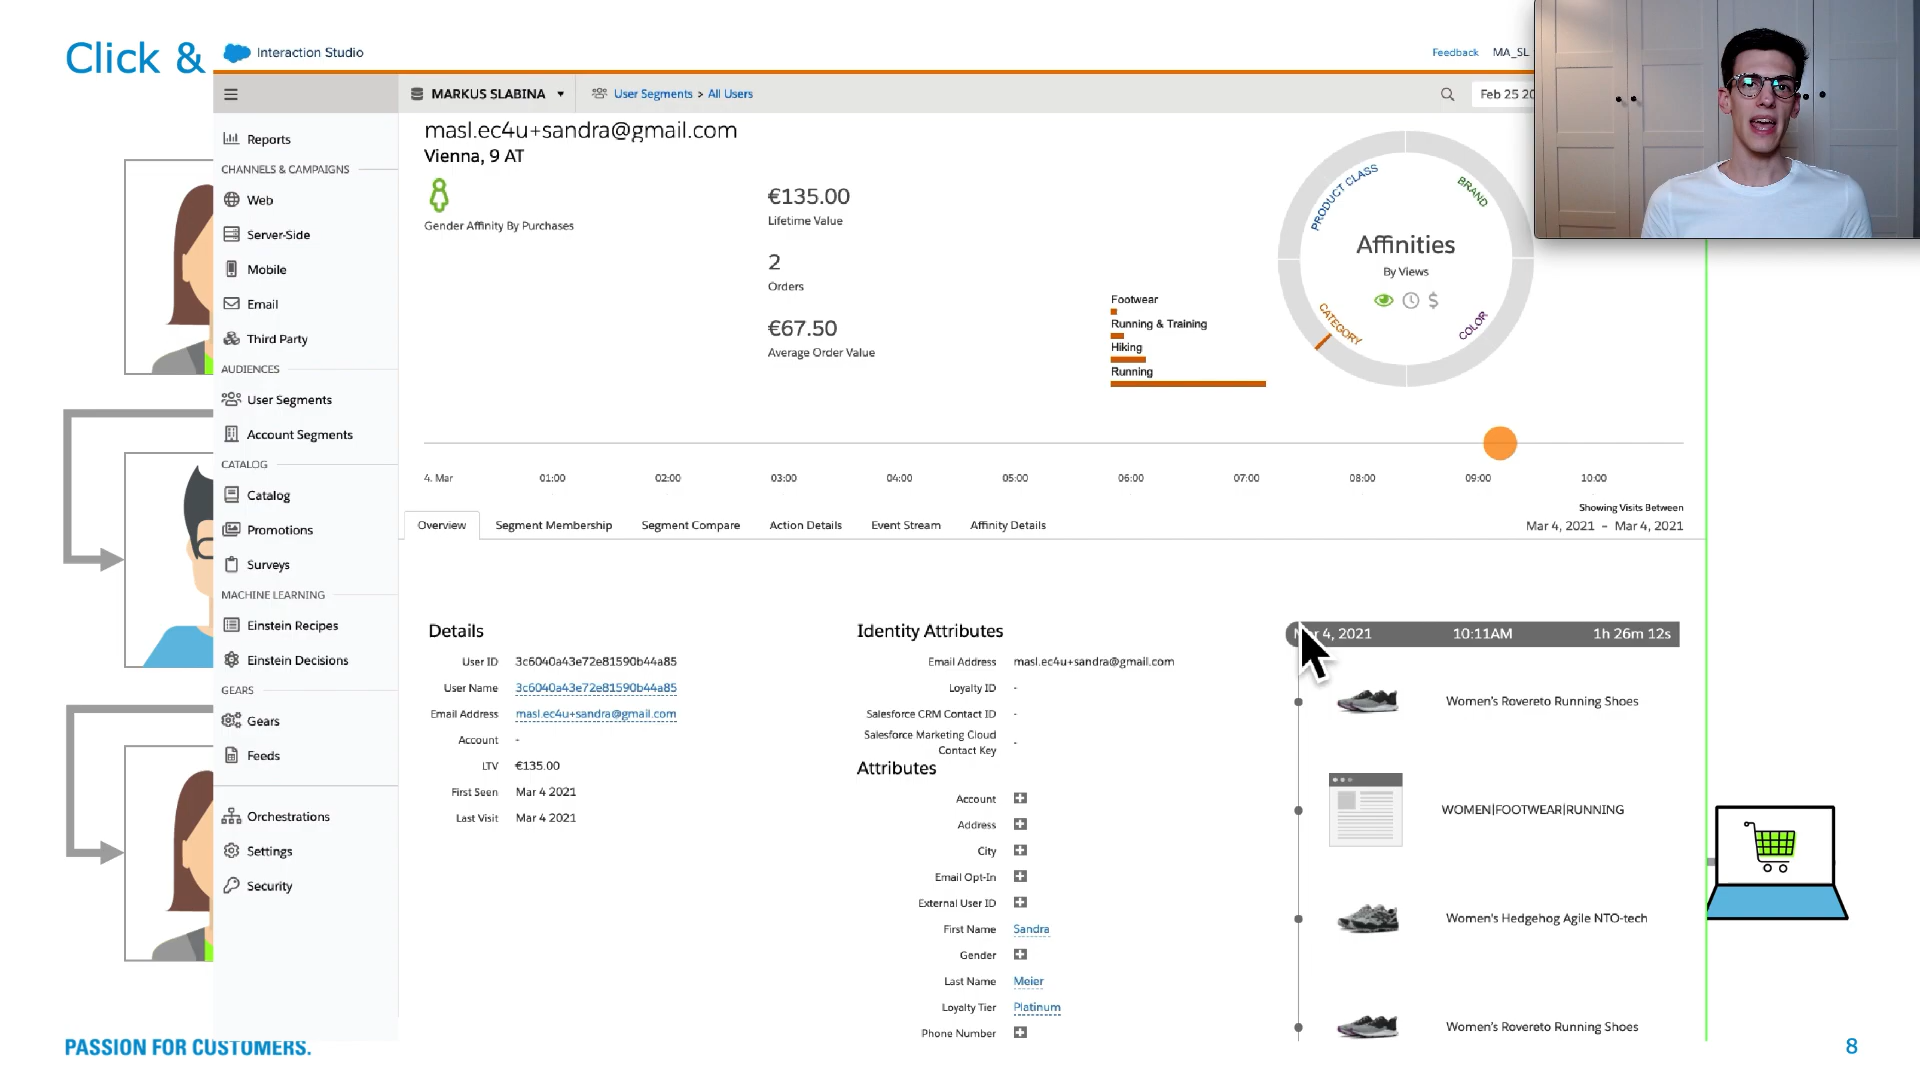 Click &
Interaction Studio
Feedback MA_SL
MARKUS SLABINA
User Segments > All Users
Feb 25 20
masl.ec4u+sandra@gmail.com
Vienna, 9 AT
Gender Affinity By Purchases
€135.00
Lifetime Value
2
Orders
€67.50
Average Order Value
Footwear
Running & Training
Hiking
Running
PRODUCT CLASS
BRAND
Affinities
By Views
CATEGORY
COLOR
Reports
CHANNELS & CAMPAIGNS
Web
Server-Side
Mobile
Email
Third Party
AUDIENCES
User Segments
Account Segments
CATALOG
Catalog
Promotions
Surveys
MACHINE LEARNING
Einstein Recipes
Einstein Decisions
GEARS
Gears
Feeds
Orchestrations
Settings
Security
4. Mar 01:00 02:00 03:00 04:00 05:00 06:00 07:00 08:00 09:00 10:00
Showing Visits Between
Mar 4, 2021 – Mar 4, 2021
Overview Segment Membership Segment Compare Action Details Event Stream Affinity Details
Details
User ID 3c6040a43e72e81590b44a85
User Name 3c6040a43e72e81590b44a85
Email Address masl.ec4u+sandra@gmail.com
Account -
LTV €135.00
First Seen Mar 4 2021
Last Visit Mar 4 2021
Identity Attributes
Email Address masl.ec4u+sandra@gmail.com
Loyalty ID -
Salesforce CRM Contact ID -
Salesforce Marketing Cloud
Contact Key -
Attributes
Account
Address
City
Email Opt-In
External User ID
First Name Sandra
Gender
Last Name Meier
Loyalty Tier Platinum
Phone Number
4, 2021 10:11AM 1h 26m 12s
Women's Rovereto Running Shoes
WOMEN|FOOTWEAR|RUNNING
Women's Hedgehog Agile NTO-tech
Women's Rovereto Running Shoes
PASSION FOR CUSTOMERS.
8